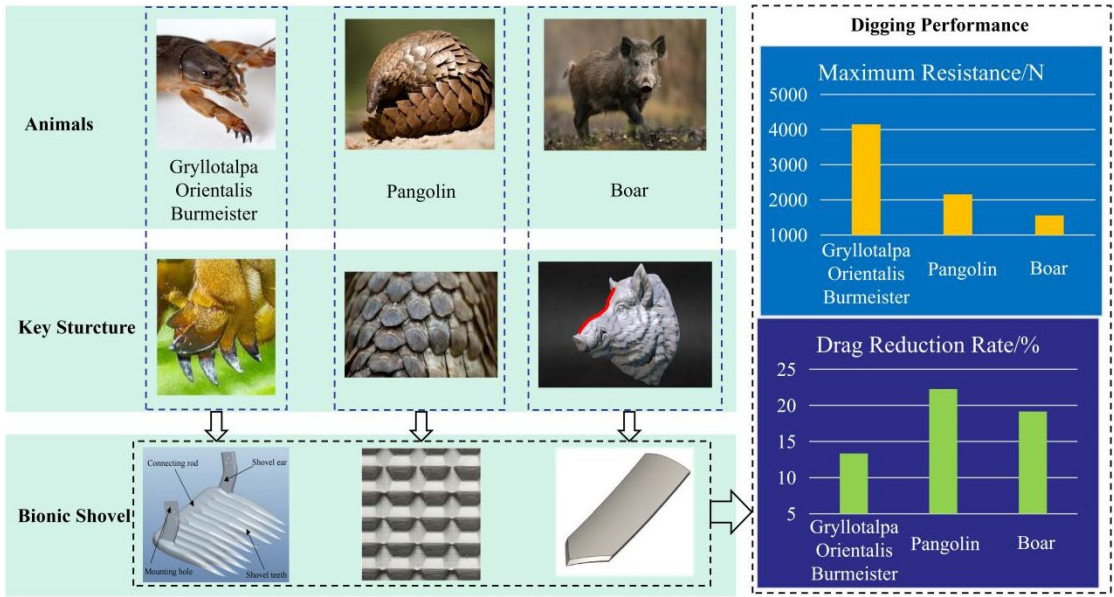 Animals
Gryllotalpa
Orientalis
Burmeister
Pangolin
Boar
Key Sturcture
Bionic Shovel
Connecting rod
Shovel ear
Mounting hole
Shovel teeth
Digging Performance
Maximum Resistance/N
5000
4000
3000
2000
1000
Gryllotalpa
Orientalis
Burmeister
Pangolin
Boar
Drag Reduction Rate/%
25
20
15
10
5
Gryllotalpa
Orientalis
Burmeister
Pangolin
Boar